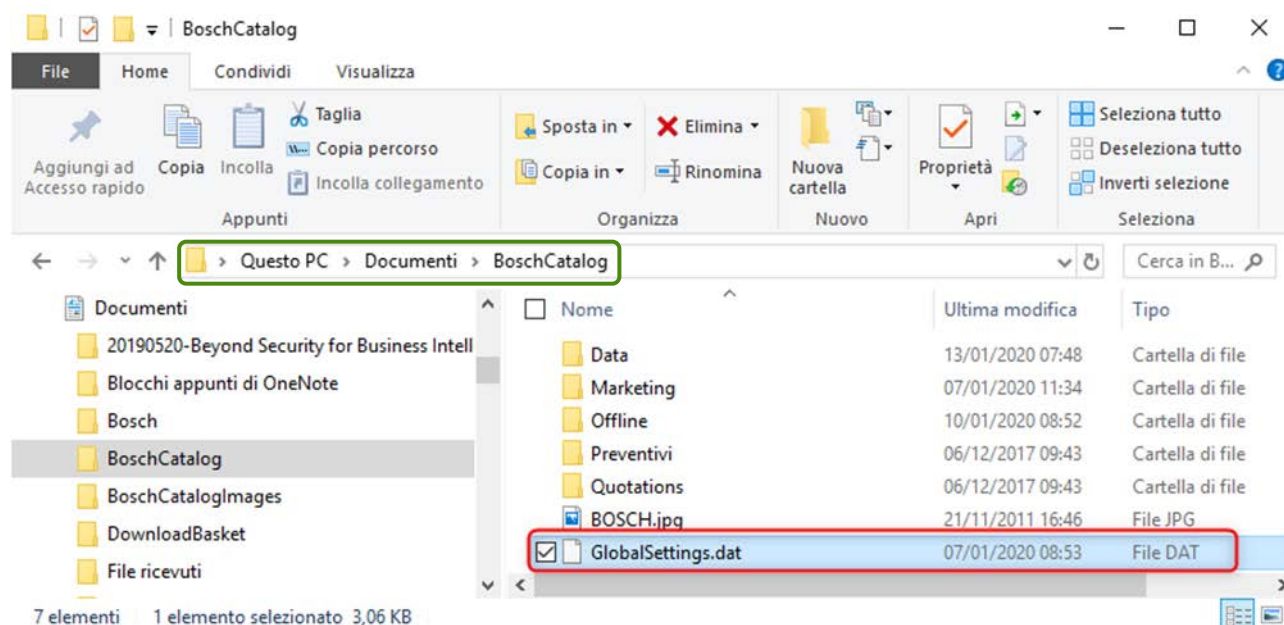 BoschCatalog
File Home Condividi Visualizza
Aggiungi ad Accesso rapido
Copia
Incolla
Taglia
Copia percorso
Incolla collegamento
Appunti
Sposta in
Copia in
Elimina
Rinomina
Organizza
Nuova cartella
Nuovo
Proprietà
Apri
Seleziona tutto
Deseleziona tutto
Inverti selezione
Seleziona
Questo PC > Documenti > BoschCatalog
Cerca in B...
Documenti
20190520-Beyond Security for Business Intell
Blocchi appunti di OneNote
Bosch
BoschCatalog
BoschCatalogImages
DownloadBasket
File ricevuti
Nome Ultima modifica Tipo
Data 13/01/2020 07:48 Cartella di file
Marketing 07/01/2020 11:34 Cartella di file
Offline 10/01/2020 08:52 Cartella di file
Preventivi 06/12/2017 09:43 Cartella di file
Quotations 06/12/2017 09:43 Cartella di file
BOSCH.jpg 21/11/2011 16:46 File JPG
GlobalSettings.dat 07/01/2020 08:53 File DAT
7 elementi 1 elemento selezionato 3,06 KB